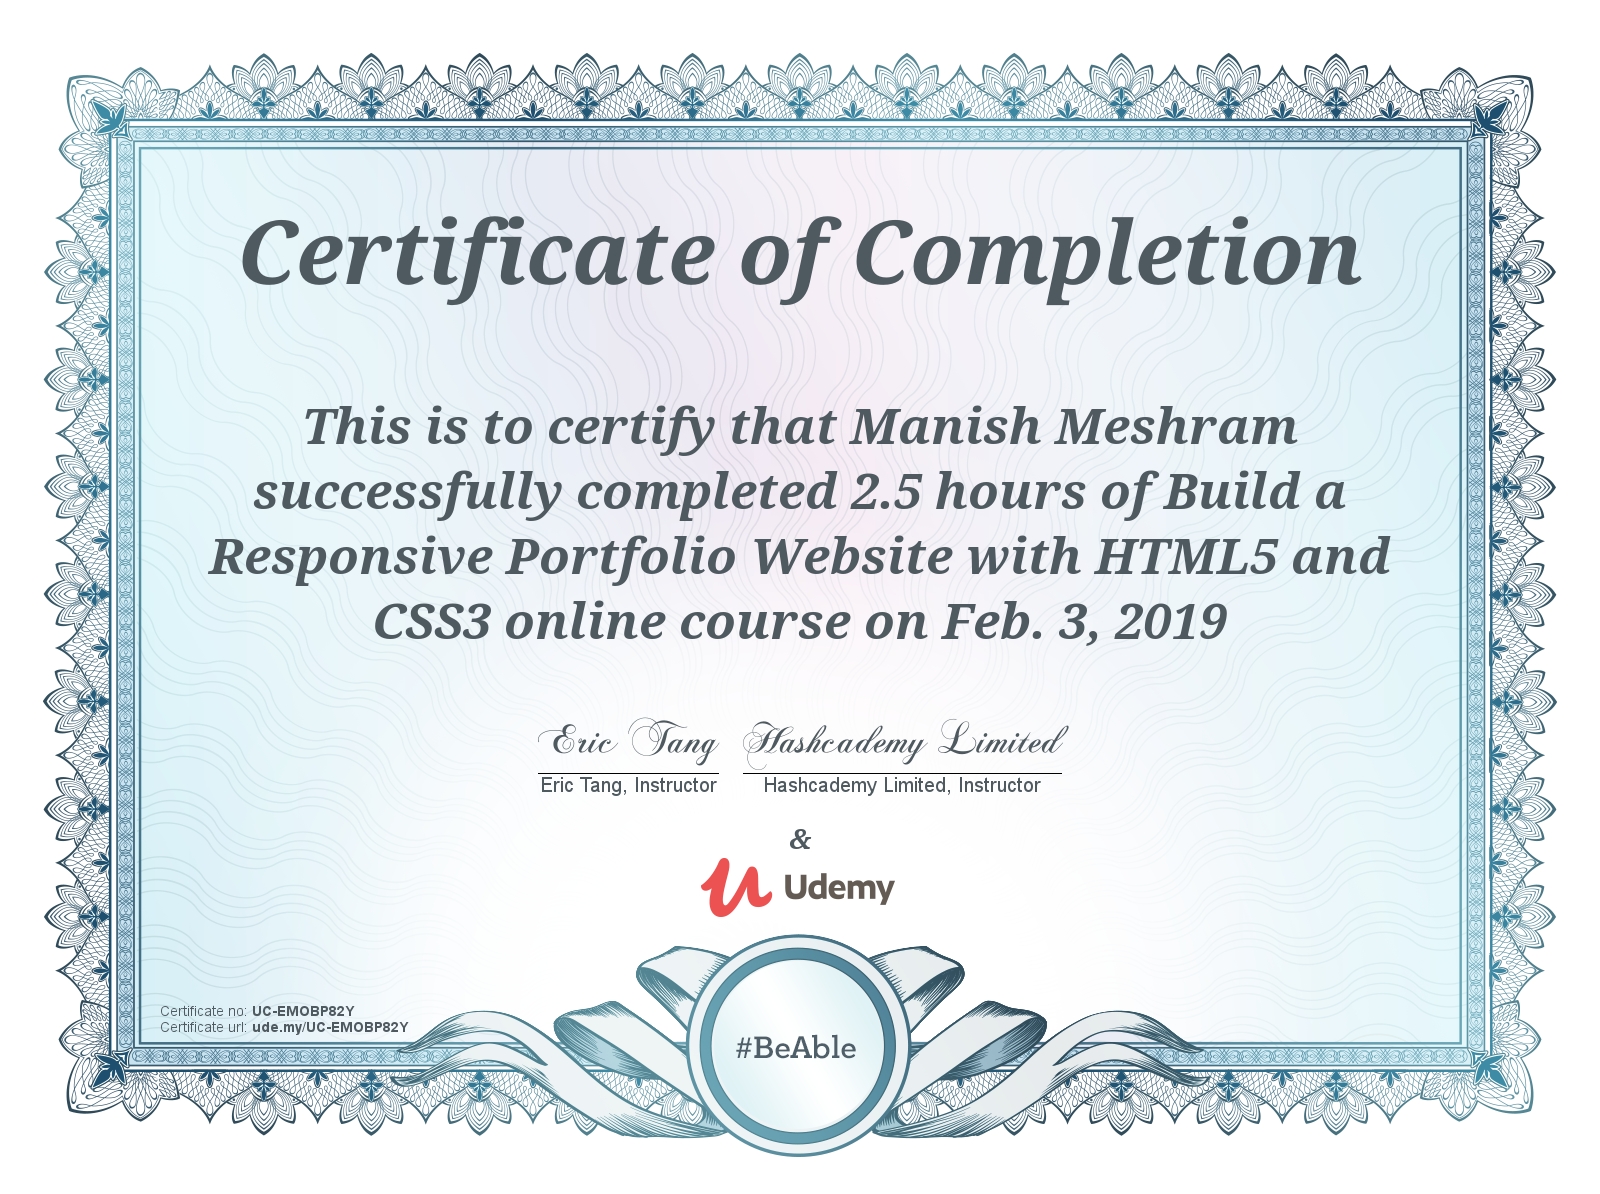 Certificate of Completion
This is to certify that Manish Meshram
successfully completed 2.5 hours of Build a
Responsive Portfolio Website with HTML5 and
CSS3 online course on Feb. 3, 2019
Eric Tang Hashcademy Limited
Eric Tang, Instructor Hashcademy Limited, Instructor
&
Udemy
Certificate no: UC-EMOBP82Y
Certificate url: ude.my/UC-EMOBP82Y
#BeAble